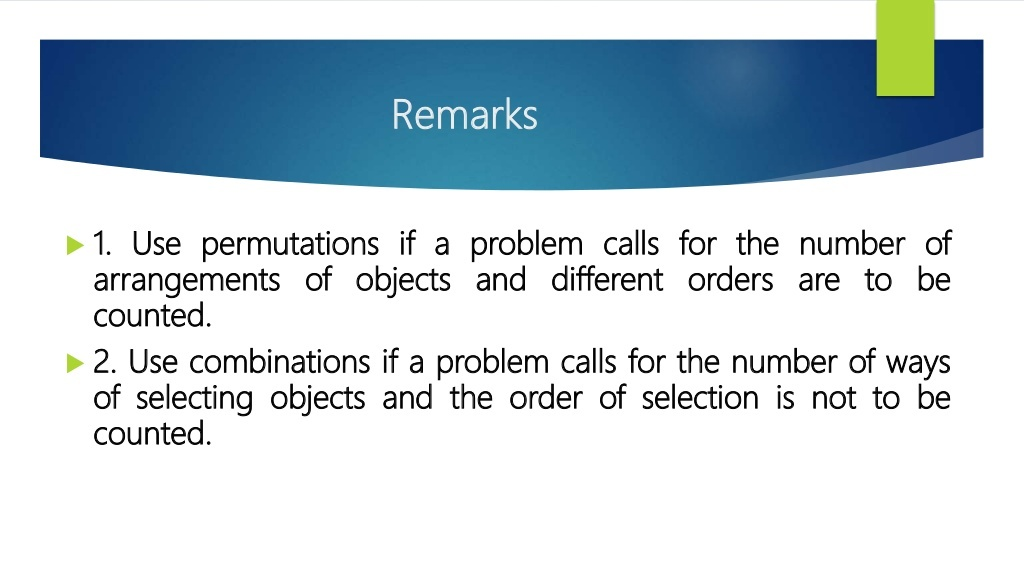 Remarks
1. Use permutations if a problem calls for the number of
arrangements of objects and different orders are to be
counted.
2. Use combinations if a problem calls for the number of ways
of selecting objects and the order of selection is not to be
counted.